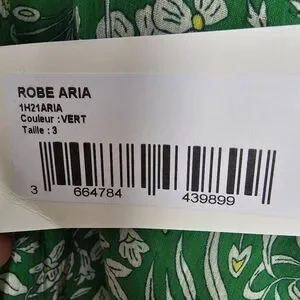 ROBE ARIA
1H21ARIA
Couleur : VERT
Taille : 3
3 664784 439899